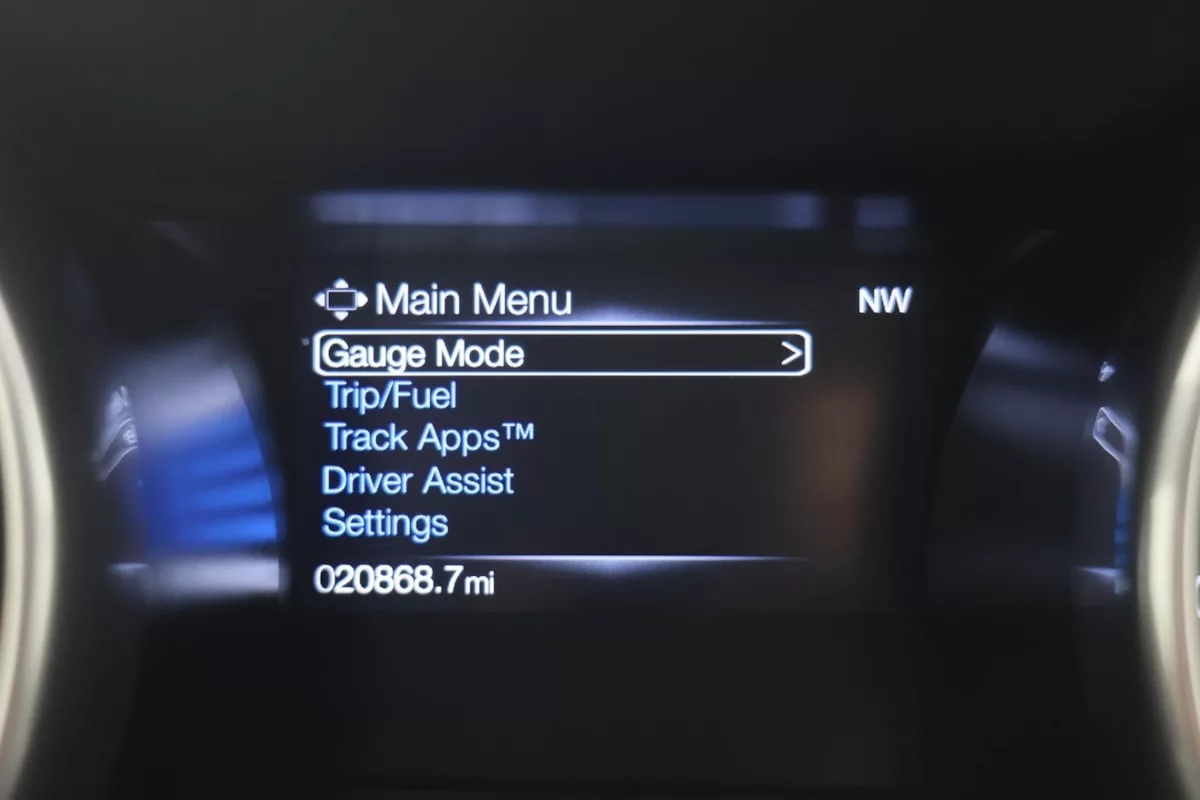 Main Menu NW
Gauge Mode >
Trip/Fuel
Track Apps™
Driver Assist
Settings
020868.7mi